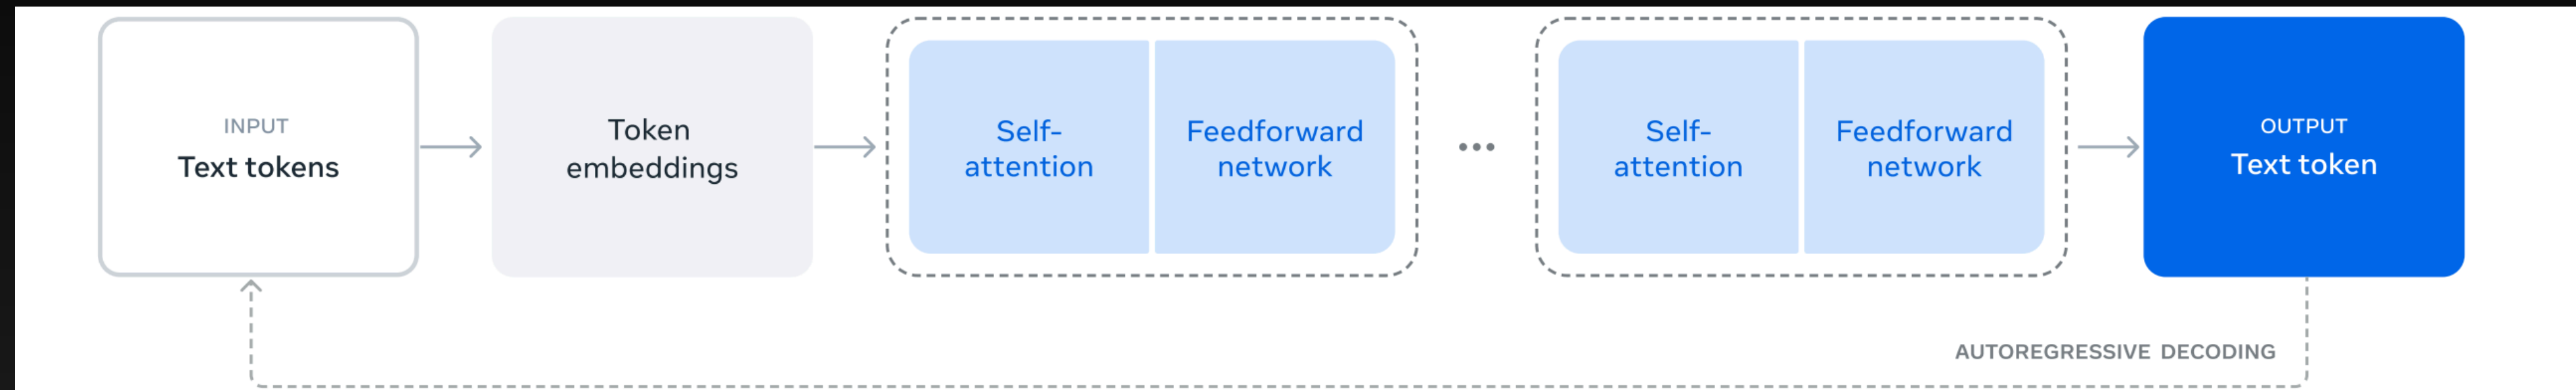 INPUT
Text tokens
Token
embeddings
Self-
attention
Feedforward
network
Self-
attention
Feedforward
network
OUTPUT
Text token
AUTOREGRESSIVE DECODING